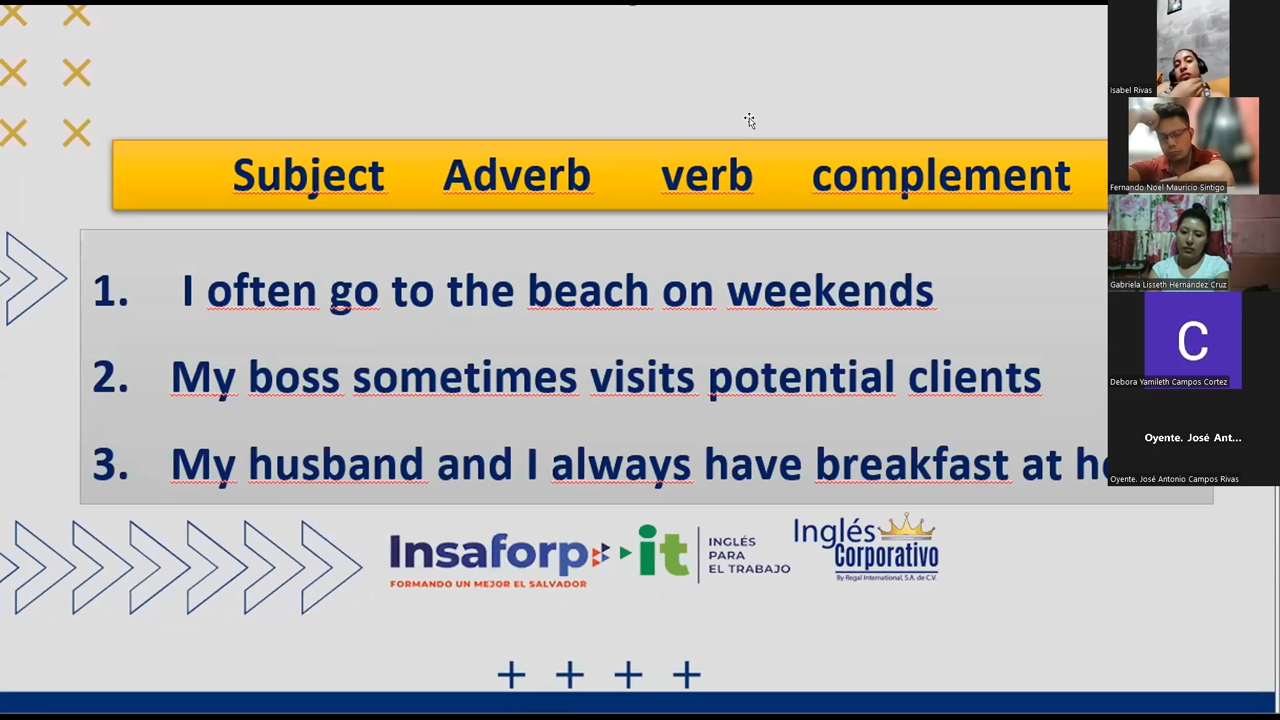 Subject Adverb verb complement
1. I often go to the beach on weekends
2. My boss sometimes visits potential clients
3. My husband and I always have breakfast at
Insaforp
FORMANDO UN MEJOR EL SALVADOR
it
INGLÉS
PARA
EL TRABAJO
Inglés
Corporativo
By Regal International, S.A. de C.V.
Isabel Rivas
Fernando Noel Mauricio Sintigo
Gabriela Lisseth Hernández Cruz
C
Debora Yamileth Campos Cortez
Oyente. José Ant...
Oyente. José Antonio Campos Rivas